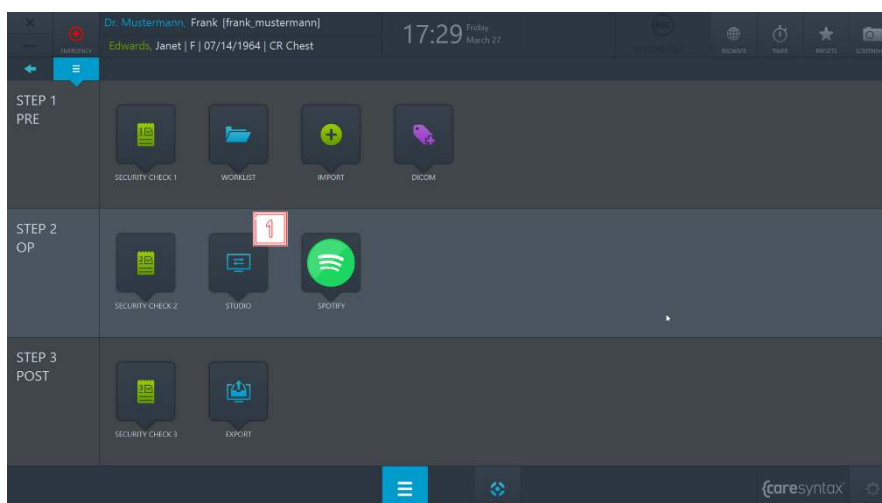 Dr. Mustermann, Frank [frank_mustermann]
Edwards, Janet | F | 07/14/1964 | CR Chest
17:29 Friday
March 27
EMERGENCY
BROWSER
TIMER
PRESETS
STEP 1
PRE
SECURITY CHECK 1
WORKLIST
IMPORT
DICOM
STEP 2
OP
1
SECURITY CHECK 2
STUDIO
SPOTIFY
STEP 3
POST
SECURITY CHECK 3
EXPORT
{caresyntax